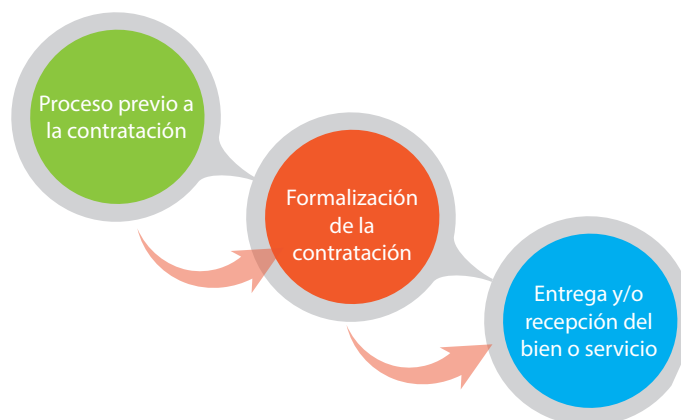 Proceso previo a
la contratación
Formalización
de la
contratación
Entrega y/o
recepción del
bien o servicio